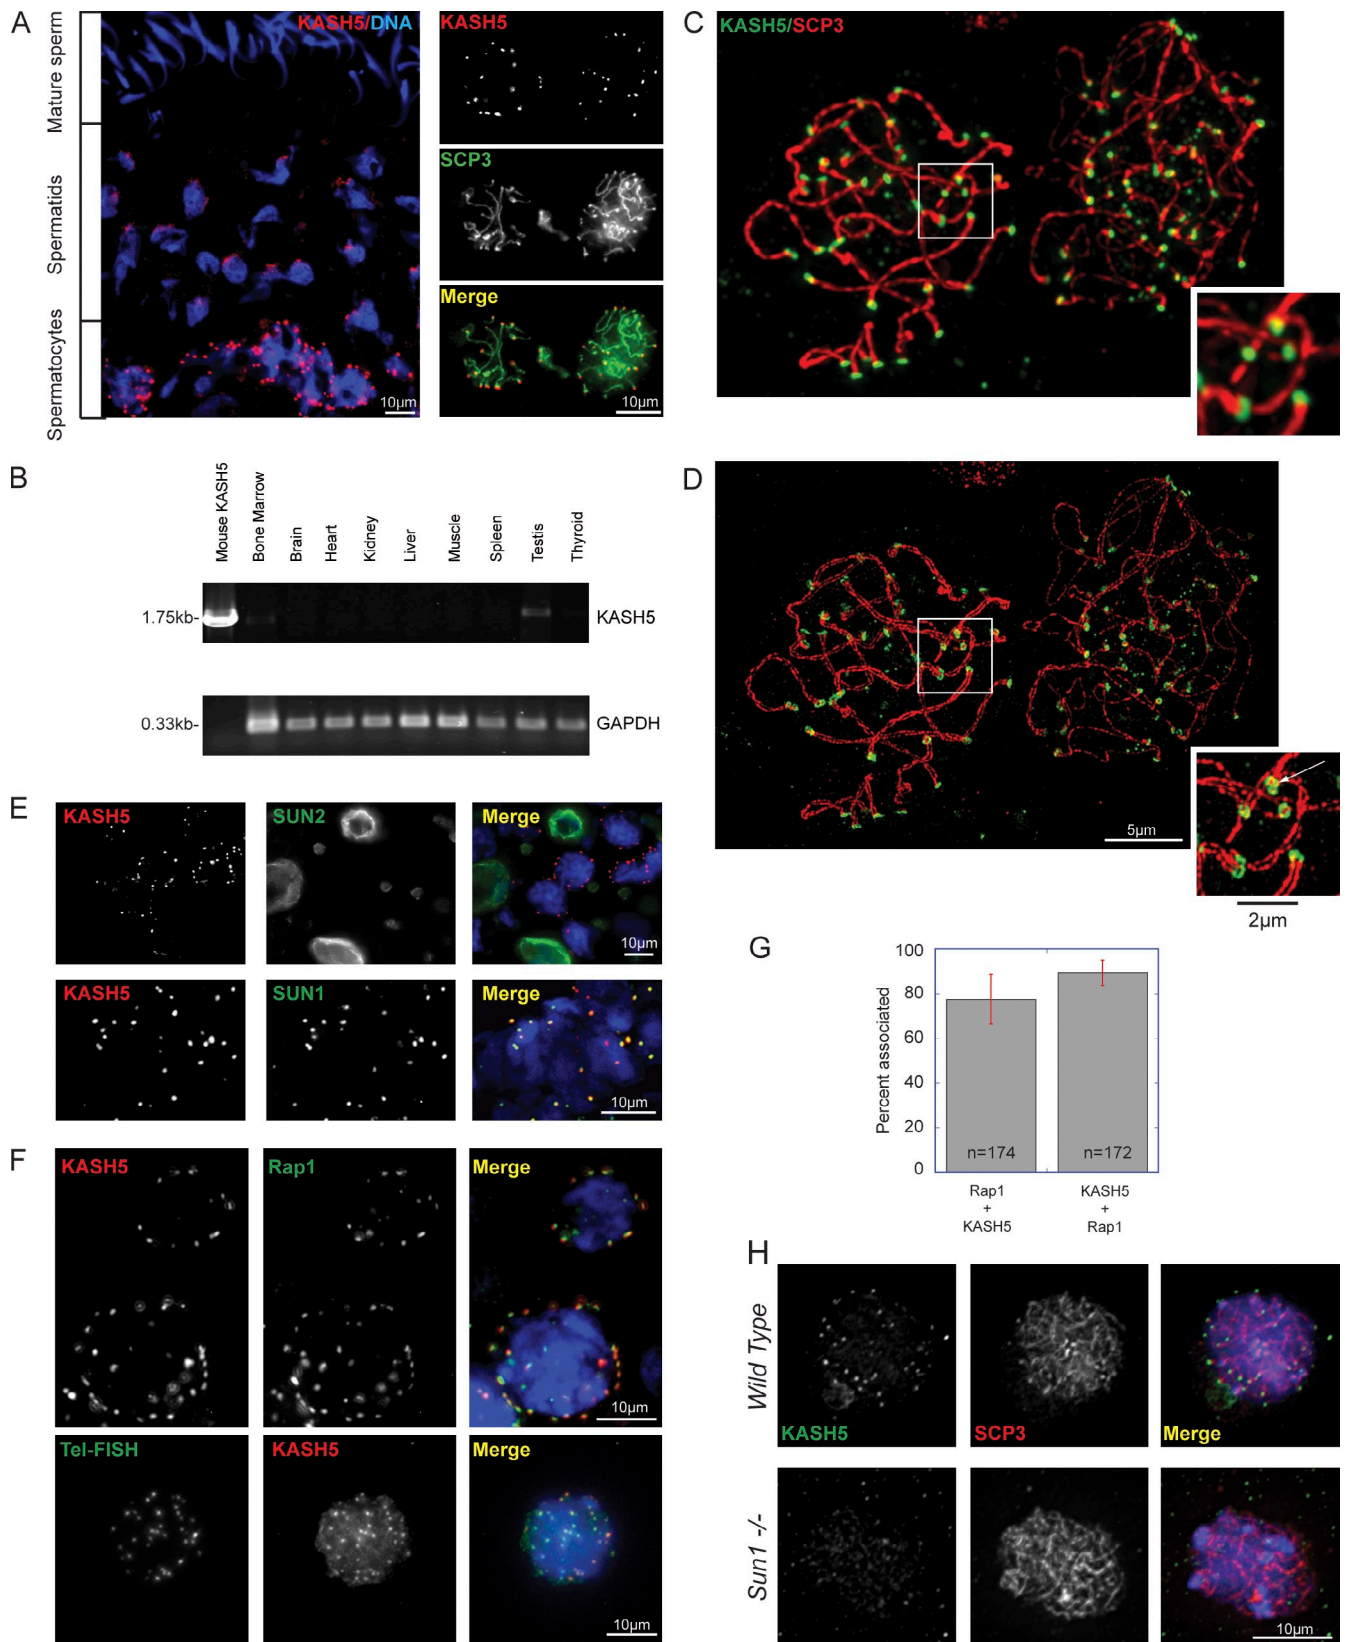 A
Mature sperm
Spermatids
Spermatocytes
KASH5/DNA
10µm
KASH5
SCP3
Merge
10µm
B
Mouse KASH5
Bone Marrow
Brain
Heart
Kidney
Liver
Muscle
Spleen
Testis
Thyroid
1.75kb-
KASH5
0.33kb-
GAPDH
C
KASH5/SCP3
D
5µm
2µm
E
KASH5
SUN2
Merge
10µm
KASH5
SUN1
Merge
10µm
F
KASH5
Rap1
Merge
10µm
Tel-FISH
KASH5
Merge
10µm
G
Percent associated
100
80
60
40
20
0
n=174
n=172
Rap1
+
KASH5
KASH5
+
Rap1
H
Wild Type
KASH5
SCP3
Merge
Sun1 -/-
10µm